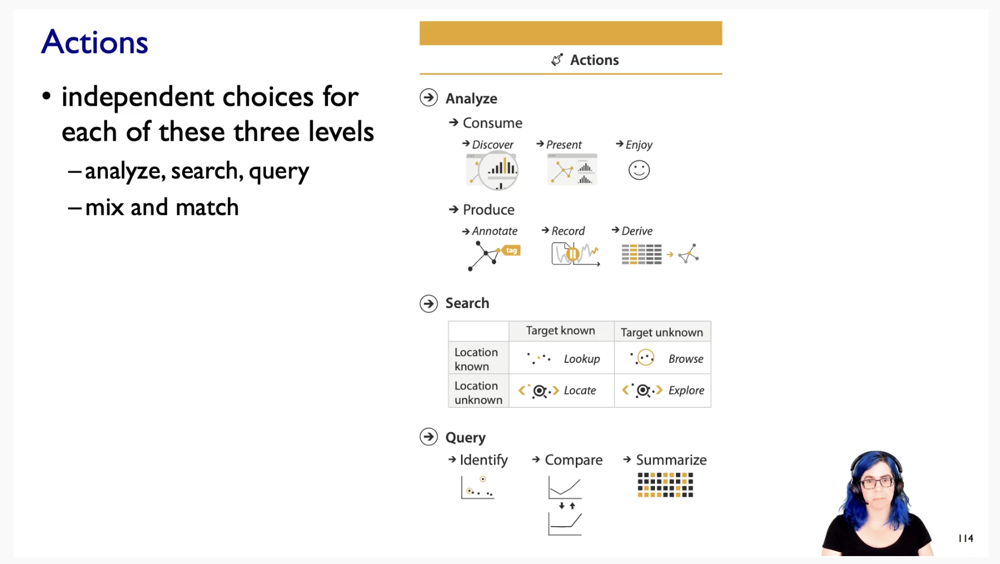 Actions
• independent choices for
each of these three levels
–analyze, search, query
–mix and match
Actions
Analyze
Consume
Discover Present Enjoy
Produce
Annotate Record Derive
tag
Search
Target known Target unknown
Location known Lookup Browse
Location unknown Locate Explore
Query
Identify Compare Summarize
114